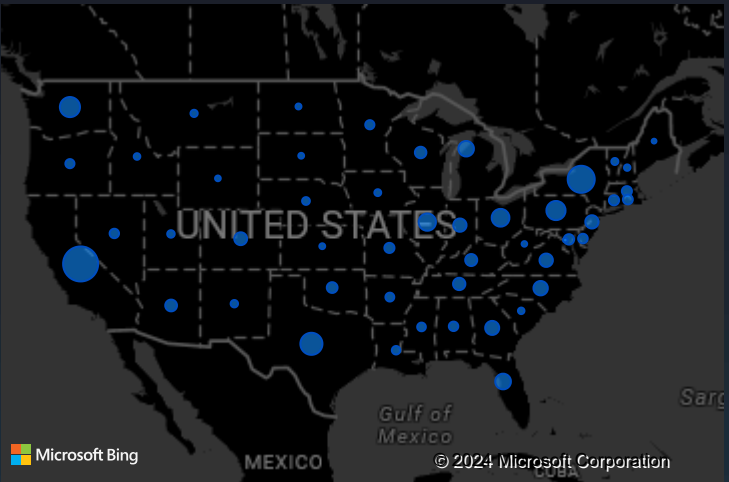 UNITED STATES
Gulf of
Mexico
Sarg
MEXICO
CUBA
Microsoft Bing
© 2024 Microsoft Corporation